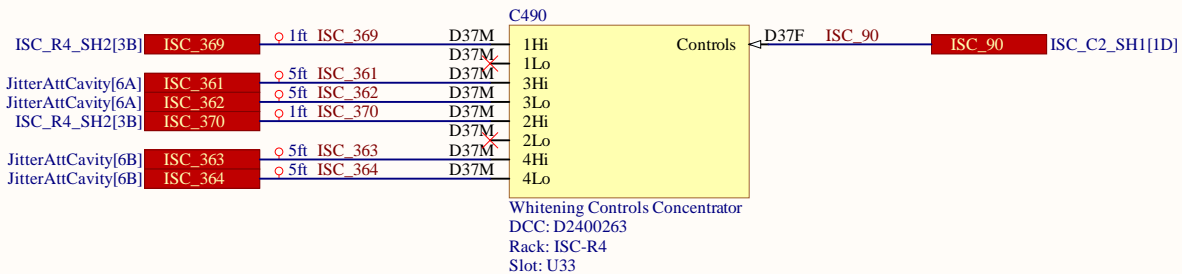 C490
ISC_R4_SH2[3B] ISC_369 1ft ISC_369 D37M 1Hi Controls D37F ISC_90 ISC_90 ISC_C2_SH1[1D]
D37M 1Lo
JitterAttCavity[6A] ISC_361 5ft ISC_361 D37M 3Hi
JitterAttCavity[6A] ISC_362 5ft ISC_362 D37M 3Lo
ISC_R4_SH2[3B] ISC_370 1ft ISC_370 D37M 2Hi
D37M 2Lo
JitterAttCavity[6B] ISC_363 5ft ISC_363 D37M 4Hi
JitterAttCavity[6B] ISC_364 5ft ISC_364 D37M 4Lo
Whitening Controls Concentrator
DCC: D2400263
Rack: ISC-R4
Slot: U33